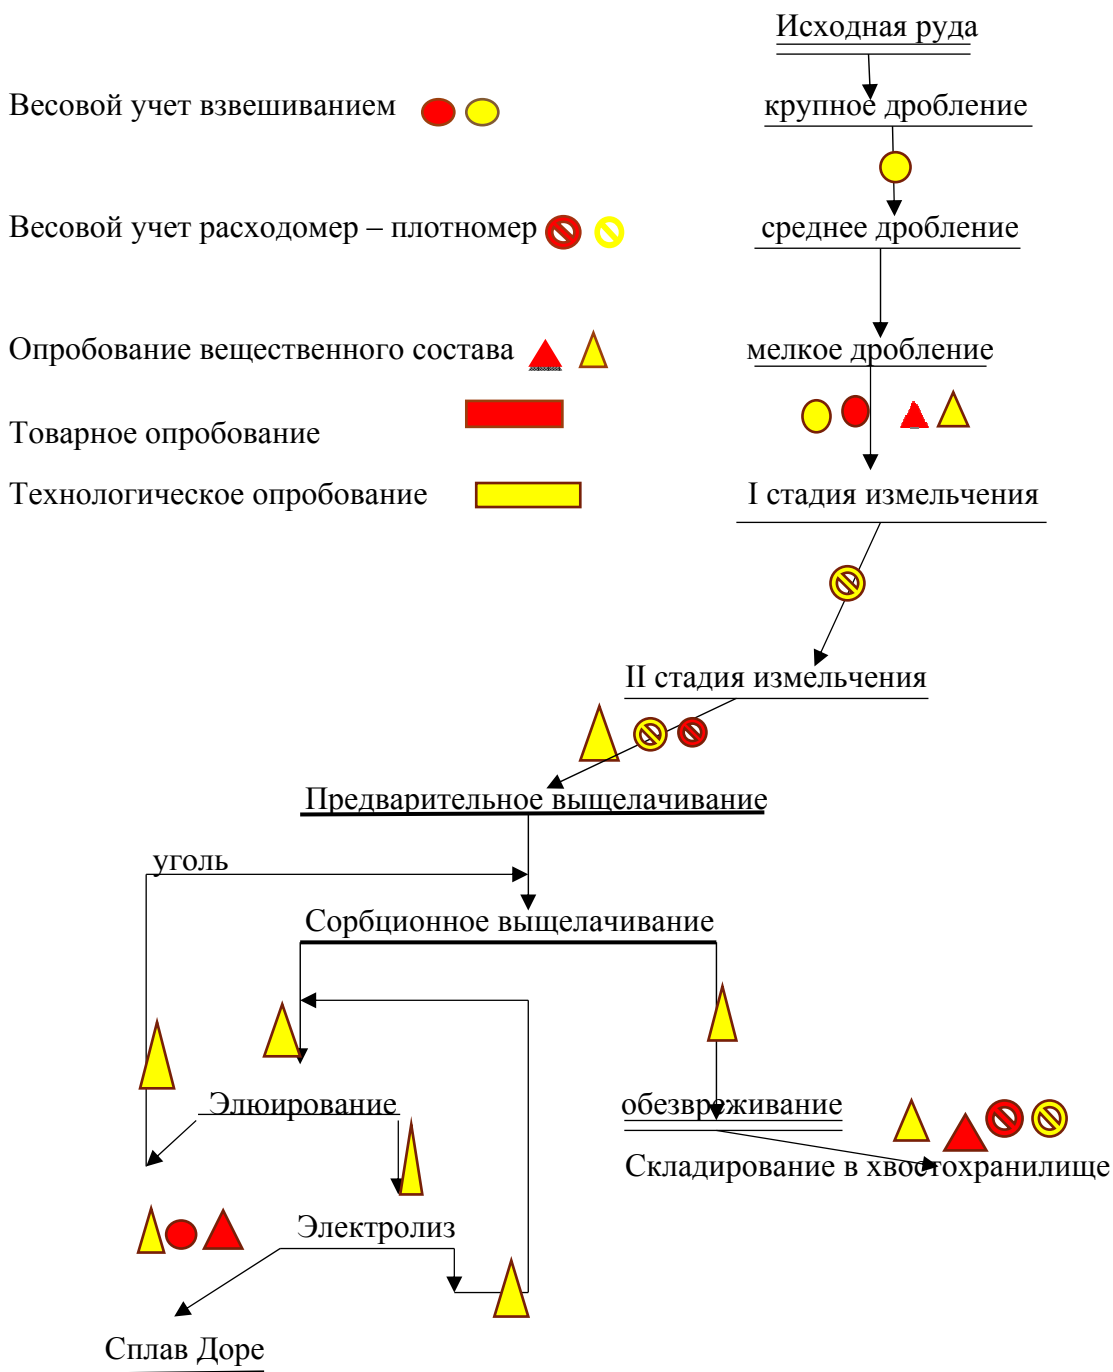 Исходная руда
Весовой учет взвешиванием
крупное дробление
Весовой учет расходомер – плотномер
среднее дробление
Опробование вещественного состава
мелкое дробление
Товарное опробование
Технологическое опробование
I стадия измельчения
II стадия измельчения
Предварительное выщелачивание
уголь
Сорбционное выщелачивание
Элюирование
обезвреживание
Складирование в хвостохранилище
Электролиз
Сплав Доре